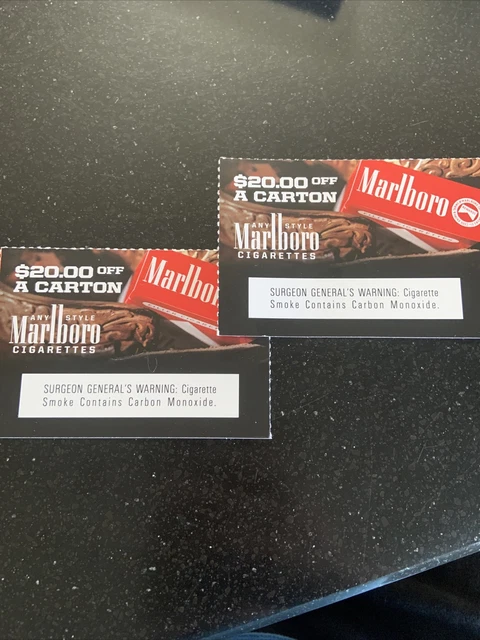 $20.00 OFF
A CARTON
ANY STYLE
Marlboro
CIGARETTES
Marlboro
SURGEON GENERAL'S WARNING: Cigarette
Smoke Contains Carbon Monoxide.
$20.00 OFF
A CARTON
ANY STYLE
Marlboro
CIGARETTES
Marlbor
SURGEON GENERAL'S WARNING: Cigarette
Smoke Contains Carbon Monoxide.